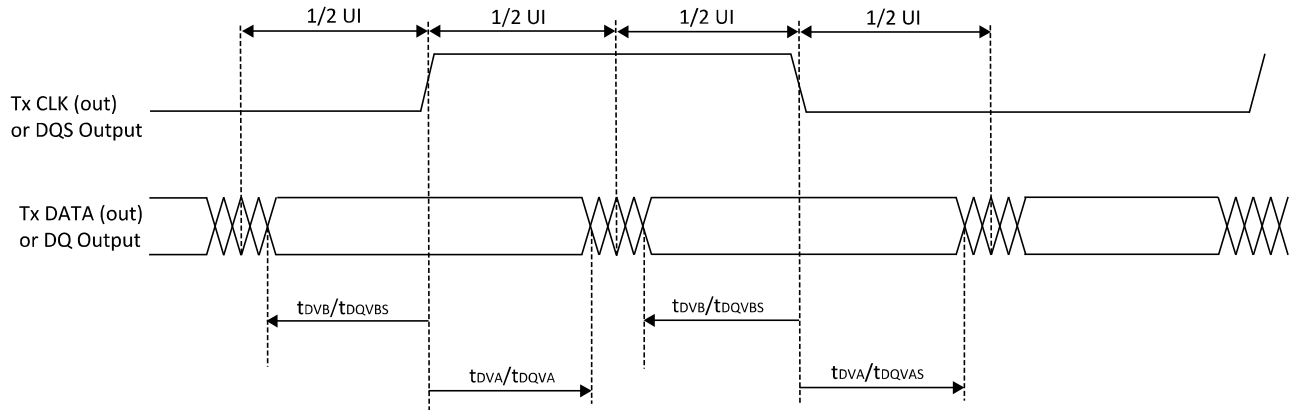 1/2 UI
1/2 UI
1/2 UI
1/2 UI
Tx CLK (out)
or DQS Output
Tx DATA (out)
or DQ Output
tDVB/tDQVBS
tDVB/tDQVBS
tDVA/tDQVA
tDVA/tDQVAS